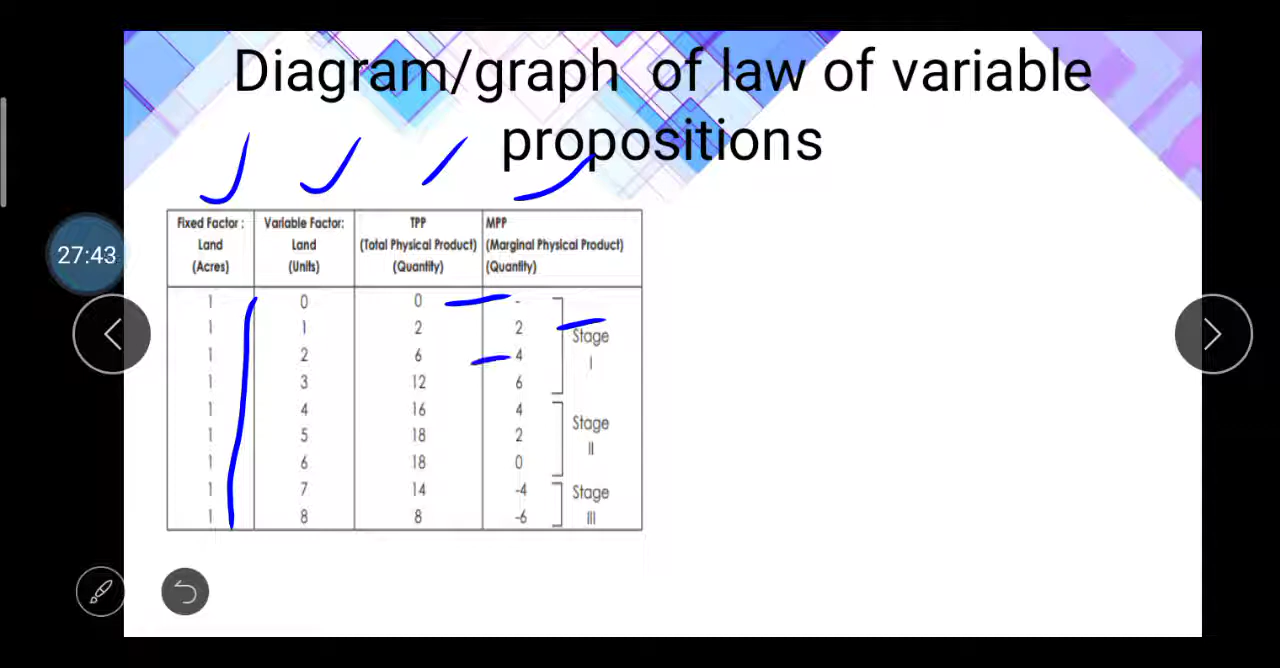 Diagram/graph of law of variable
propositions
27:43
Fixed Factor : Variable Factor: TPP MPP
Land Land (Total Physical Product) (Marginal Physical Product)
(Acres) (Units) (Quantity) (Quantity)
1 0 0 -
1 1 2 2 Stage
1 2 6 4 I
1 3 12 6
1 4 16 4 Stage
1 5 18 2 II
1 6 18 0
1 7 14 -4 Stage
1 8 8 -6 III